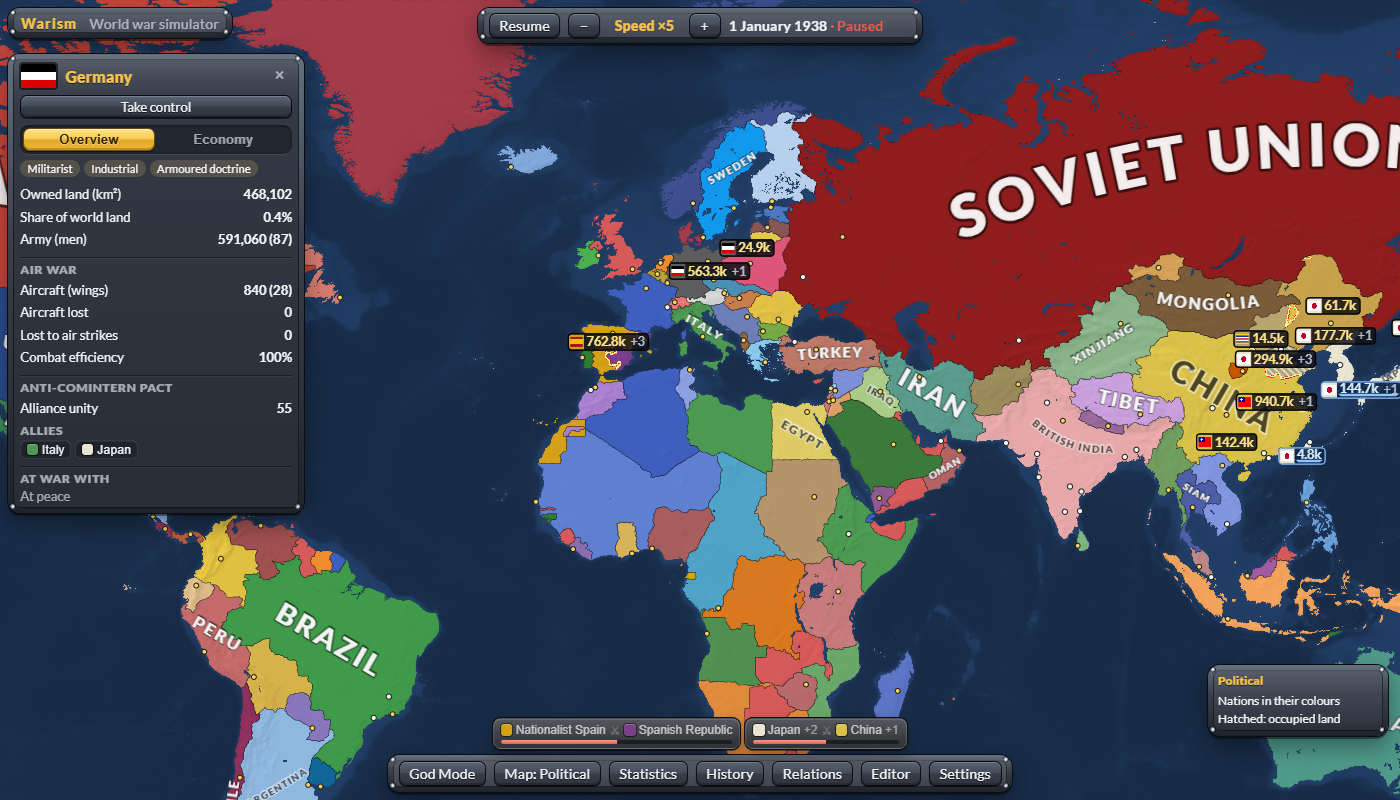 Warism World war simulator
Resume − Speed ×5 + 1 January 1938 · Paused
Germany ×
Take control
Overview Economy
Militarist Industrial Armoured doctrine
Owned land (km²) 468,102
Share of world land 0.4%
Army (men) 591,060 (87)
AIR WAR
Aircraft (wings) 840 (28)
Aircraft lost 0
Lost to air strikes 0
Combat efficiency 100%
ANTI-COMINTERN PACT
Alliance unity 55
ALLIES
Italy Japan
AT WAR WITH
At peace
SOVIET UNION
SWEDEN
24.9k
563.3k +1
762.8k +3
ITALY
TURKEY
IRAQ
IRAN
EGYPT
OMAN
MONGOLIA
XINJIANG
CHINA
TIBET
BRITISH INDIA
SIAM
61.7k
14.5k
177.7k +1
294.9k +3
144.7k +1
940.7k +1
142.4k
4.8k
BRAZIL
PERU
ARGENTINA
Political
Nations in their colours
Hatched: occupied land
Nationalist Spain ⚔ Spanish Republic
Japan +2 ⚔ China +1
God Mode Map: Political Statistics History Relations Editor Settings